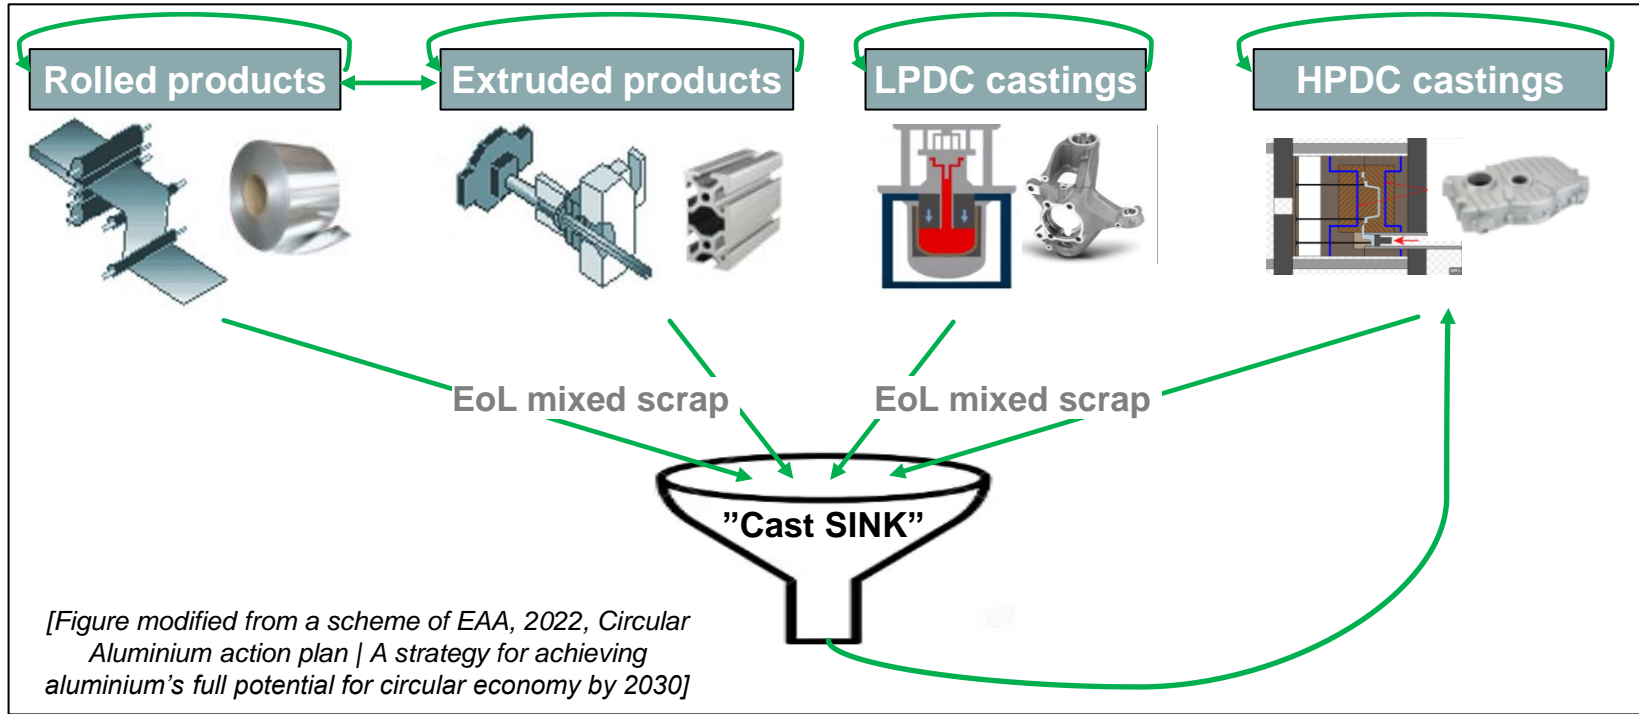 Rolled products
Extruded products
LPDC castings
HPDC castings
EoL mixed scrap
EoL mixed scrap
”Cast SINK”
[Figure modified from a scheme of EAA, 2022, Circular
Aluminium action plan | A strategy for achieving
aluminium’s full potential for circular economy by 2030]